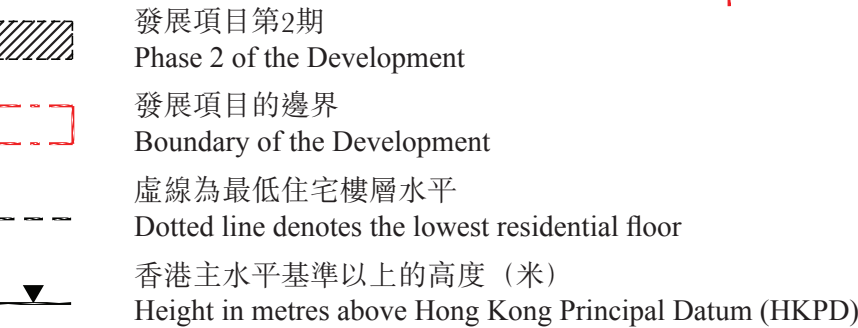 發展項目第2期
Phase 2 of the Development
發展項目的邊界
Boundary of the Development
虛線為最低住宅樓層水平
Dotted line denotes the lowest residential floor
香港主水平基準以上的高度（米）
Height in metres above Hong Kong Principal Datum (HKPD)